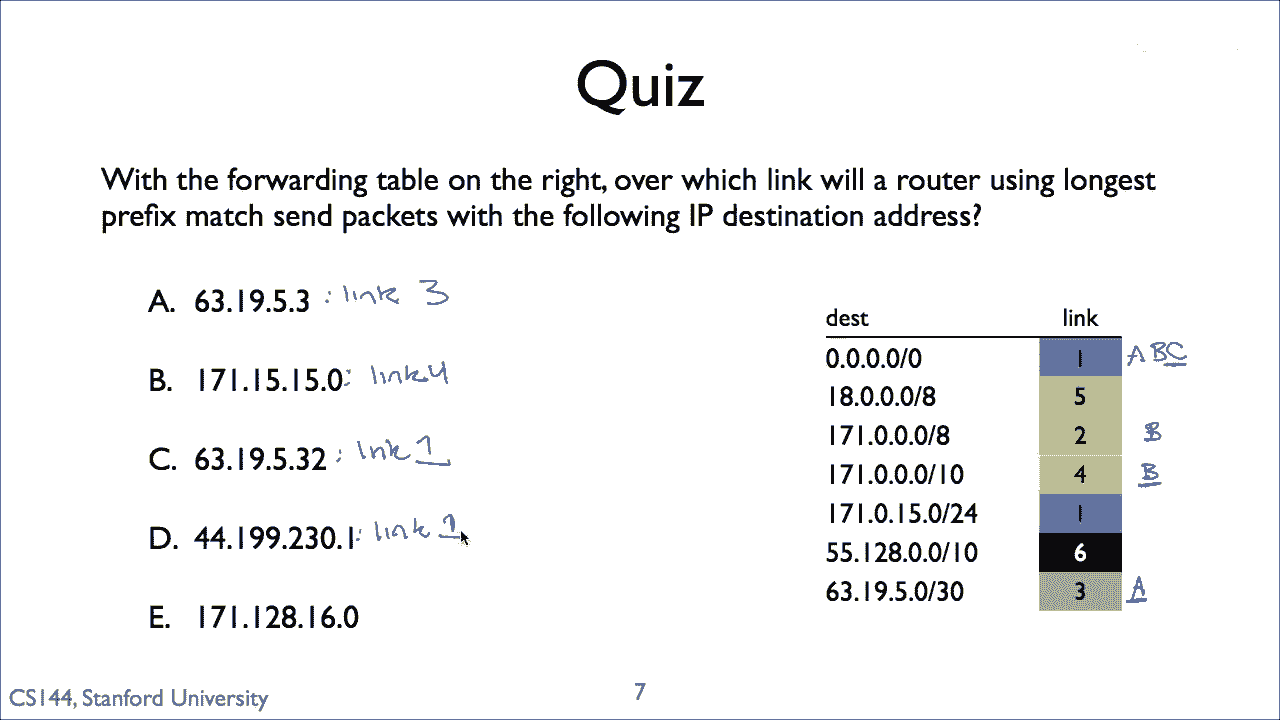 Quiz
With the forwarding table on the right, over which link will a router using longest
prefix match send packets with the following IP destination address?
A. 63.19.5.3 : link 3
B. 171.15.15.0: link 4
C. 63.19.5.32 : lnk 1
D. 44.199.230.1: link 1
E. 171.128.16.0
dest link
0.0.0.0/0 1 A B C
18.0.0.0/8 5
171.0.0.0/8 2 B
171.0.0.0/10 4 B
171.0.15.0/24 1
55.128.0.0/10 6
63.19.5.0/30 3 A
CS144, Stanford University
7